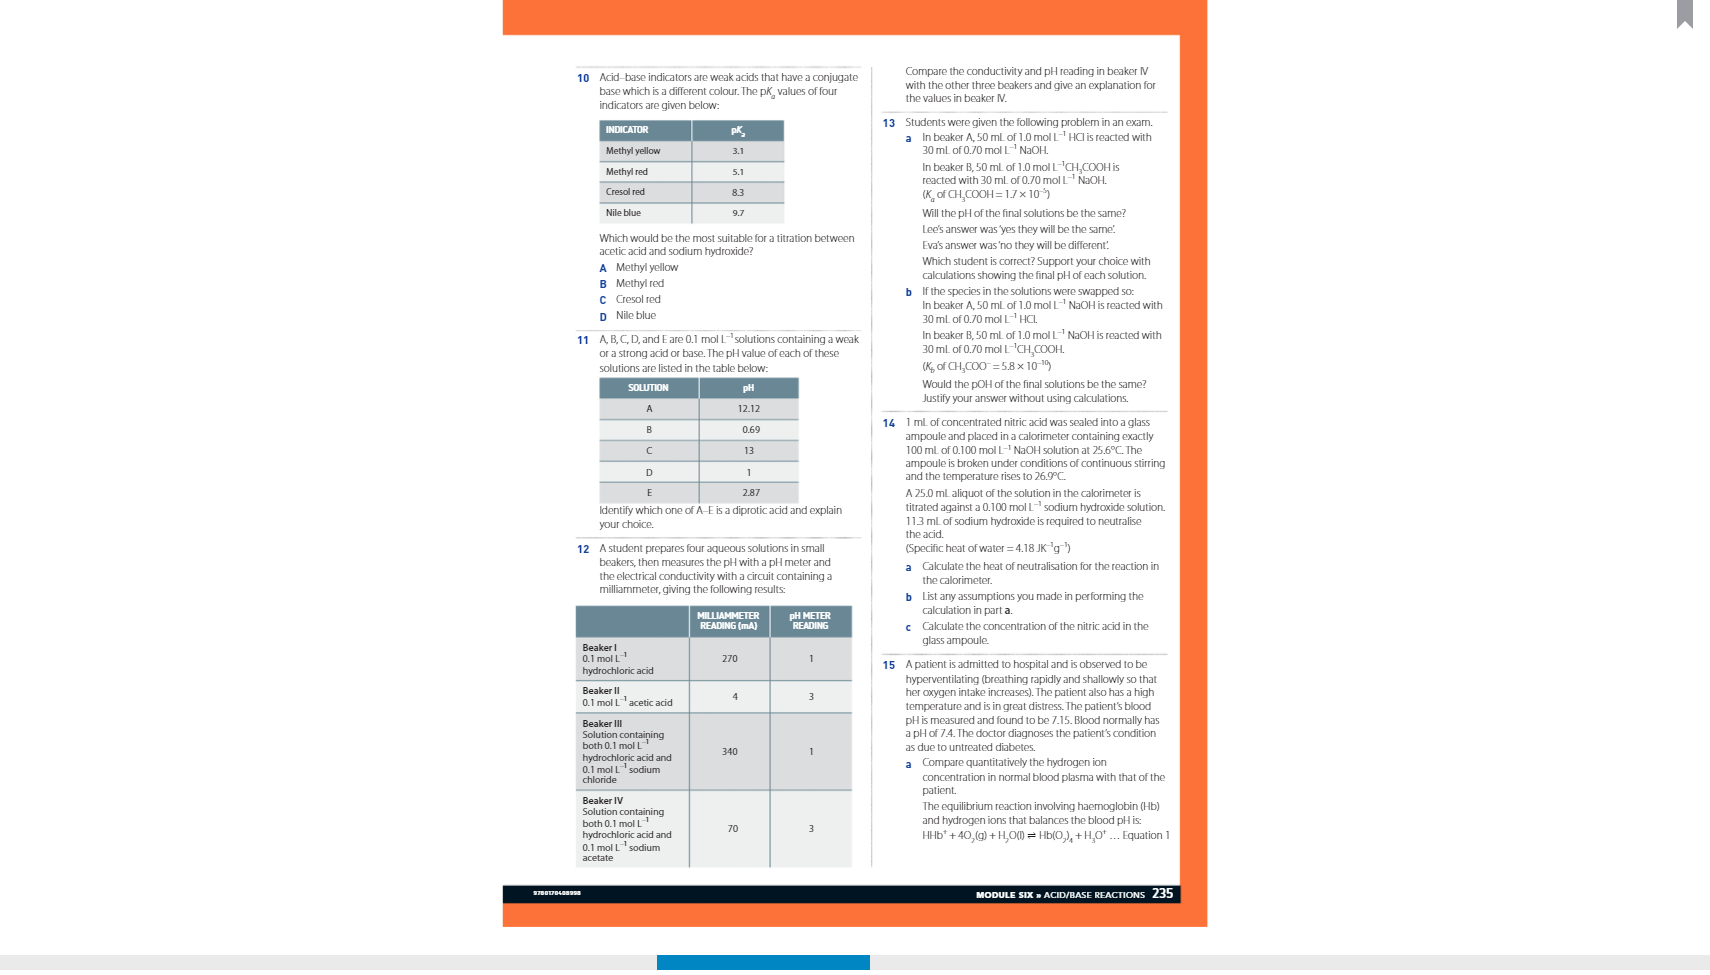 10 Acid–base indicators are weak acids that have a conjugate
base which is a different colour. The pKa values of four
indicators are given below:
INDICATOR pKa
Methyl yellow 3.1
Methyl red 5.1
Cresol red 8.3
Nile blue 9.7
Which would be the most suitable for a titration between
acetic acid and sodium hydroxide?
A Methyl yellow
B Methyl red
C Cresol red
D Nile blue
11 A, B, C, D, and E are 0.1 mol L⁻¹ solutions containing a weak
or a strong acid or base. The pH value of each of these
solutions are listed in the table below:
SOLUTION pH
A 12.12
B 0.69
C 13
D 1
E 2.87
Identify which one of A–E is a diprotic acid and explain
your choice.
12 A student prepares four aqueous solutions in small
beakers, then measures the pH with a pH meter and
the electrical conductivity with a circuit containing a
milliammeter, giving the following results:
MILLIAMMETER pH METER
READING (mA) READING
Beaker I
0.1 mol L⁻¹ 270 1
hydrochloric acid
Beaker II
0.1 mol L⁻¹ acetic acid 4 3
Beaker III
Solution containing
both 0.1 mol L⁻¹ 340 1
hydrochloric acid and
0.1 mol L⁻¹ sodium
chloride
Beaker IV
Solution containing
both 0.1 mol L⁻¹ 70 3
hydrochloric acid and
0.1 mol L⁻¹ sodium
acetate
Compare the conductivity and pH reading in beaker IV
with the other three beakers and give an explanation for
the values in beaker IV.
13 Students were given the following problem in an exam.
a In beaker A, 50 mL of 1.0 mol L⁻¹ HCl is reacted with
30 mL of 0.70 mol L⁻¹ NaOH.
In beaker B, 50 mL of 1.0 mol L⁻¹CH₃COOH is
reacted with 30 mL of 0.70 mol L⁻¹ NaOH.
(Ka of CH₃COOH = 1.7 × 10⁻⁵)
Will the pH of the final solutions be the same?
Lee's answer was 'yes they will be the same'.
Eva's answer was 'no they will be different'.
Which student is correct? Support your choice with
calculations showing the final pH of each solution.
b If the species in the solutions were swapped so:
In beaker A, 50 mL of 1.0 mol L⁻¹ NaOH is reacted with
30 mL of 0.70 mol L⁻¹ HCl.
In beaker B, 50 mL of 1.0 mol L⁻¹ NaOH is reacted with
30 mL of 0.70 mol L⁻¹CH₃COOH.
(Kb of CH₃COO⁻ = 5.8 × 10⁻¹⁰)
Would the pOH of the final solutions be the same?
Justify your answer without using calculations.
14 1 mL of concentrated nitric acid was sealed into a glass
ampoule and placed in a calorimeter containing exactly
100 mL of 0.100 mol L⁻¹ NaOH solution at 25.6°C. The
ampoule is broken under conditions of continuous stirring
and the temperature rises to 26.9°C.
A 25.0 mL aliquot of the solution in the calorimeter is
titrated against a 0.100 mol L⁻¹ sodium hydroxide solution.
11.3 mL of sodium hydroxide is required to neutralise
the acid.
(Specific heat of water = 4.18 JK⁻¹g⁻¹)
a Calculate the heat of neutralisation for the reaction in
the calorimeter.
b List any assumptions you made in performing the
calculation in part a.
c Calculate the concentration of the nitric acid in the
glass ampoule.
15 A patient is admitted to hospital and is observed to be
hyperventilating (breathing rapidly and shallowly so that
her oxygen intake increases). The patient also has a high
temperature and is in great distress. The patient's blood
pH is measured and found to be 7.15. Blood normally has
a pH of 7.4. The doctor diagnoses the patient's condition
as due to untreated diabetes.
a Compare quantitatively the hydrogen ion
concentration in normal blood plasma with that of the
patient.
The equilibrium reaction involving haemoglobin (Hb)
and hydrogen ions that balances the blood pH is:
HHb⁺ + 4O₂(g) + H₂O(l) ⇌ Hb(O₂)₄ + H₃O⁺ … Equation 1
9780170408998 MODULE SIX » ACID/BASE REACTIONS 235